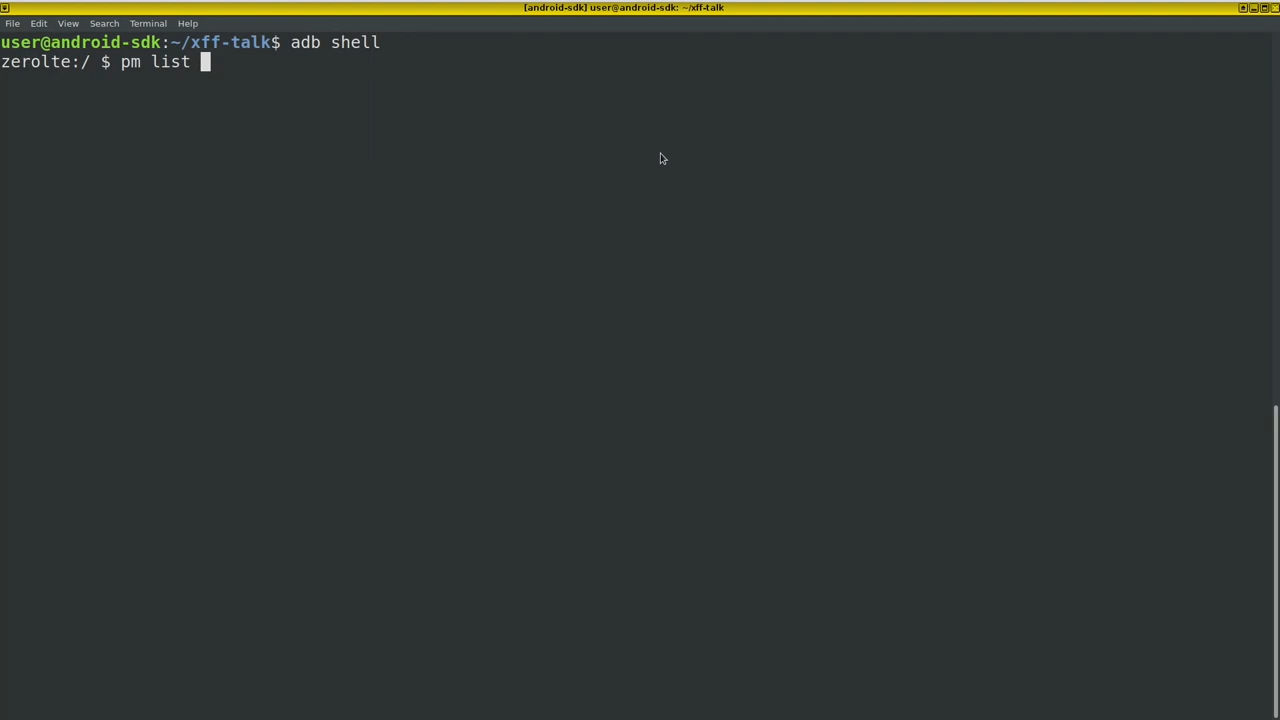 [android-sdk] user@android-sdk: ~/xff-talk
File Edit View Search Terminal Help
user@android-sdk:~/xff-talk$ adb shell
zerolte:/ $ pm list